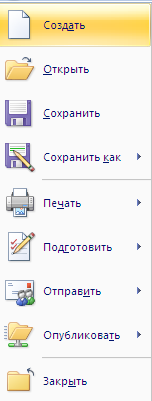 Создать
Открыть
Сохранить
Сохранить как
Печать
Подготовить
Отправить
Опубликовать
Закрыть